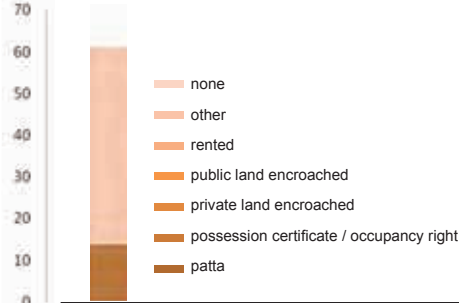 70
60
50
40
30
20
10
0
none
other
rented
public land encroached
private land encroached
possession certificate / occupancy right
patta